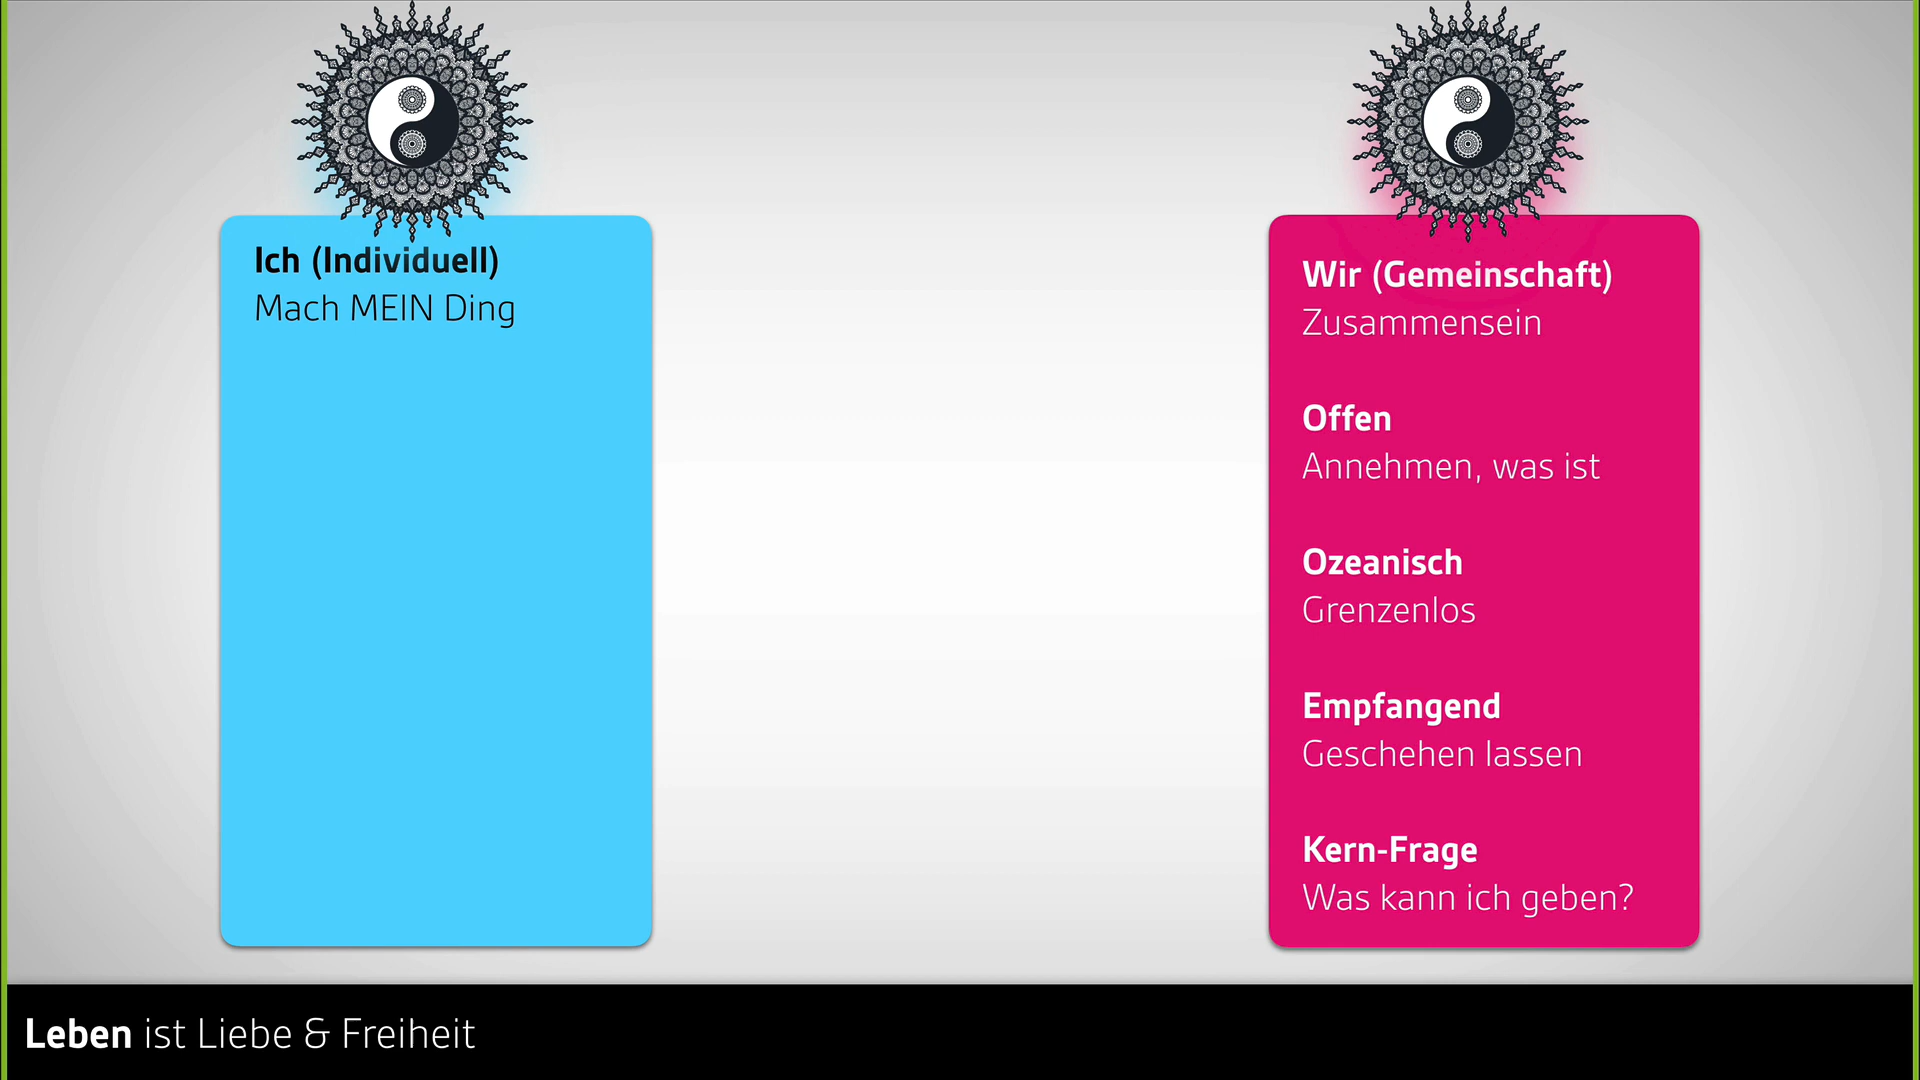 Ich (Individuell)
Mach MEIN Ding
Wir (Gemeinschaft)
Zusammensein
Offen
Annehmen, was ist
Ozeanisch
Grenzenlos
Empfangend
Geschehen lassen
Kern-Frage
Was kann ich geben?
Leben ist Liebe & Freiheit